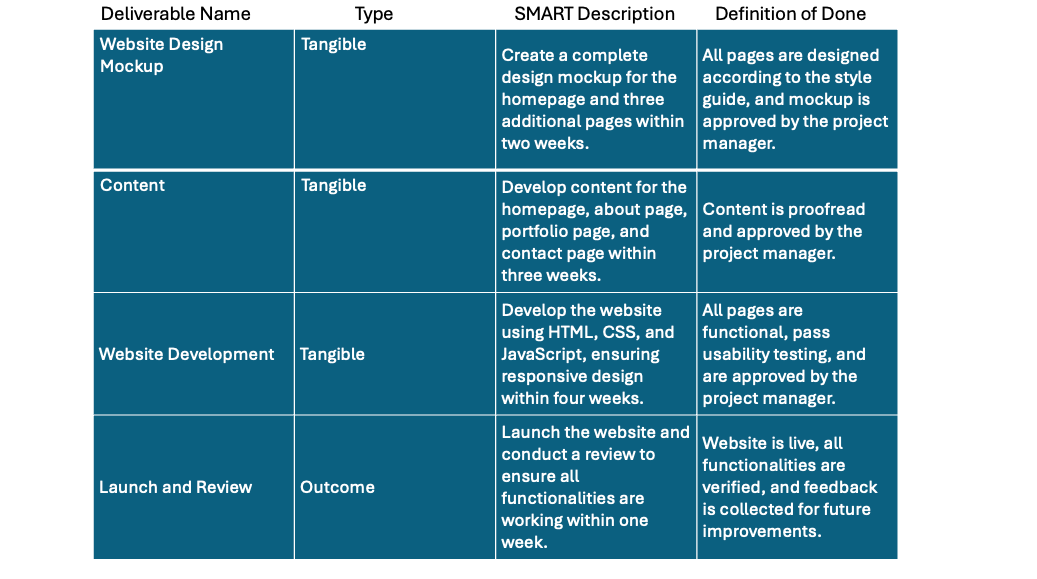 Deliverable Name Type SMART Description Definition of Done
Website Design
Mockup
Tangible
Create a complete
design mockup for the
homepage and three
additional pages within
two weeks.
All pages are designed
according to the style
guide, and mockup is
approved by the project
manager.
Content
Tangible
Develop content for the
homepage, about page,
portfolio page, and
contact page within
three weeks.
Content is proofread
and approved by the
project manager.
Website Development
Tangible
Develop the website
using HTML, CSS, and
JavaScript, ensuring
responsive design
within four weeks.
All pages are
functional, pass
usability testing, and
are approved by the
project manager.
Launch and Review
Outcome
Launch the website and
conduct a review to
ensure all
functionalities are
working within one
week.
Website is live, all
functionalities are
verified, and feedback
is collected for future
improvements.